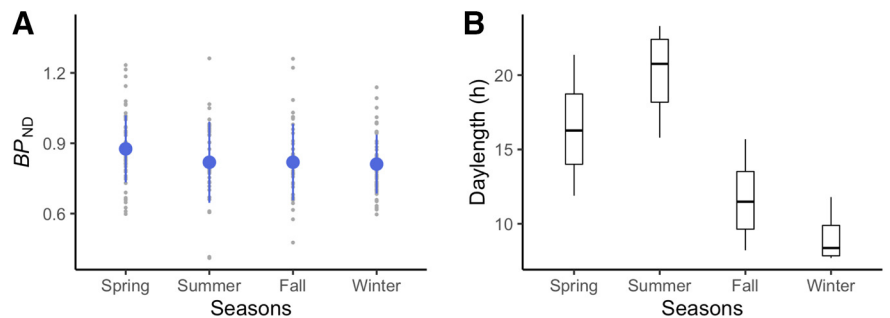 A
BP_ND
1.2
0.9
0.6
Spring Summer Fall Winter
Seasons
B
Daylength (h)
20
15
10
Spring Summer Fall Winter
Seasons